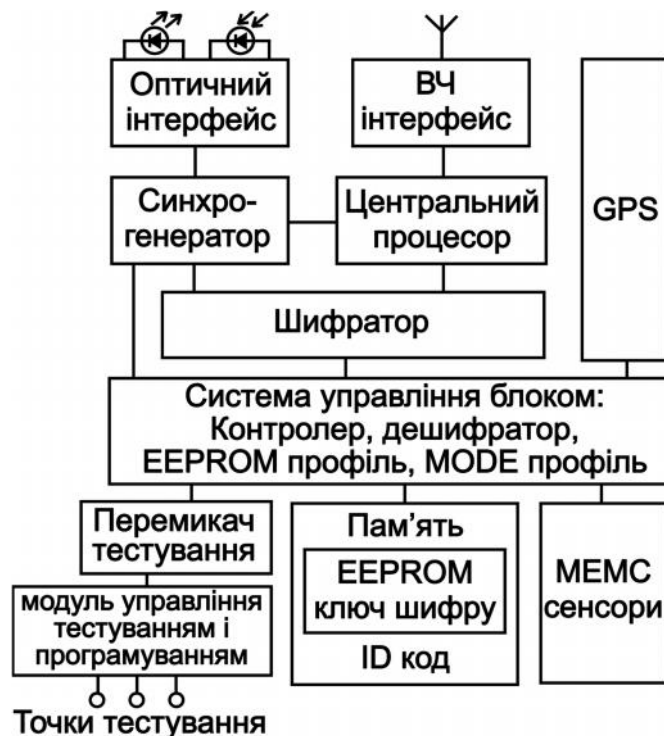 Оптичний
інтерфейс
ВЧ
інтерфейс
GPS
Синхро-
генератор
Центральний
процесор
Шифратор
Система управління блоком:
Контролер, дешифратор,
EEPROM профіль, MODE профіль
Перемикач
тестування
модуль управління
тестуванням і
програмуванням
Точки тестування
Пам’ять
EEPROM
ключ шифру
ID код
МЕМС
сенсори